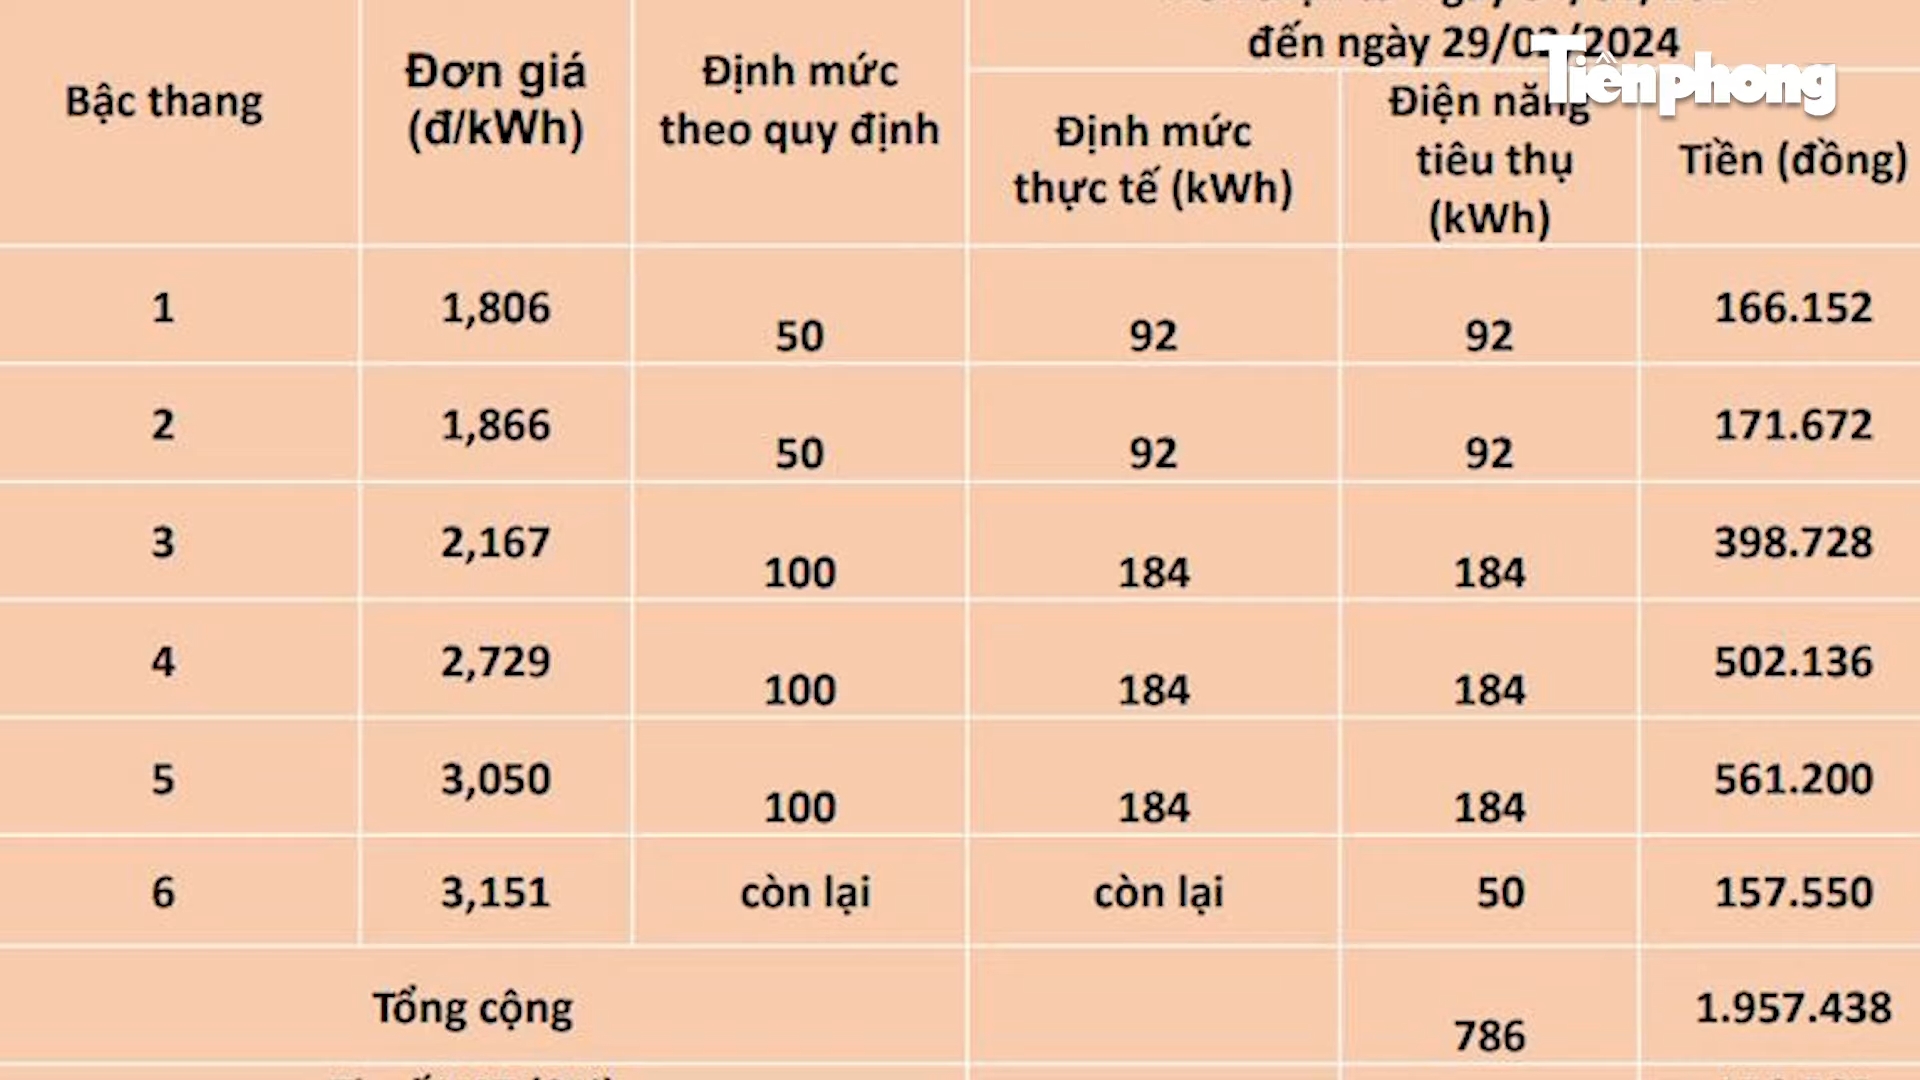 đến ngày 29/02/2024
Tiền phong
Bậc thang
Đơn giá
(đ/kWh)
Định mức
theo quy định
Định mức
thực tế (kWh)
Điện năng
tiêu thụ
(kWh)
Tiền (đồng)
1 1,806 50 92 92 166.152
2 1,866 50 92 92 171.672
3 2,167 100 184 184 398.728
4 2,729 100 184 184 502.136
5 3,050 100 184 184 561.200
6 3,151 còn lại còn lại 50 157.550
Tổng cộng 786 1.957.438